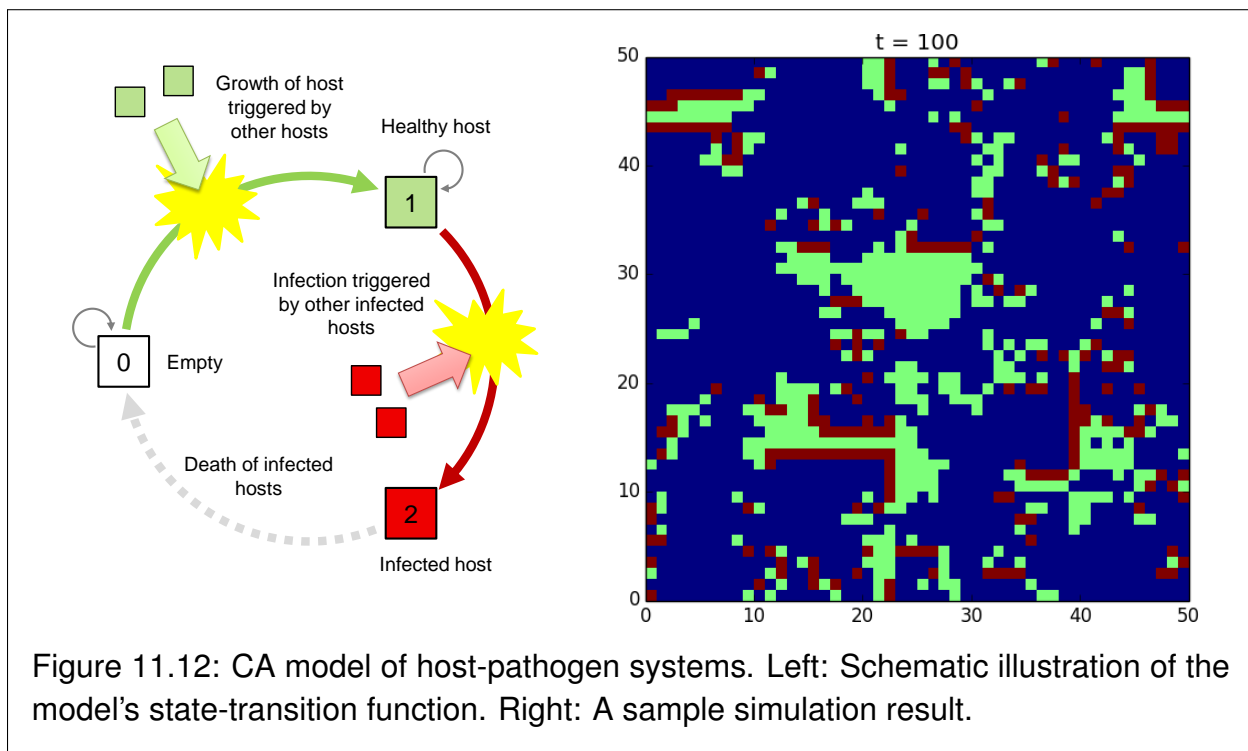 Growth of host
triggered by
other hosts
Healthy host
1
Infection triggered
by other infected
hosts
0
Empty
Death of infected
hosts
2
Infected host
t = 100
50
40
30
20
10
0
0
10
20
30
40
50
Figure 11.12: CA model of host-pathogen systems. Left: Schematic illustration of the
model's state-transition function. Right: A sample simulation result.